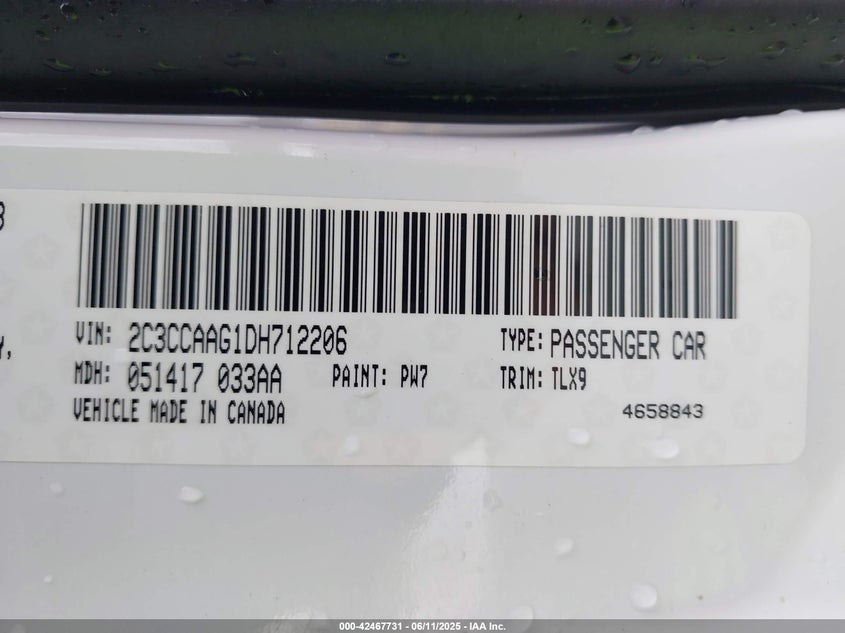 8
Y,
VIN: 2C3CCAAG1DH712206 TYPE: PASSENGER CAR
MDH: 051417 033AA PAINT: PW7 TRIM: TLX9
VEHICLE MADE IN CANADA 4658843
000-42467731 - 06/11/2025 - IAA Inc.